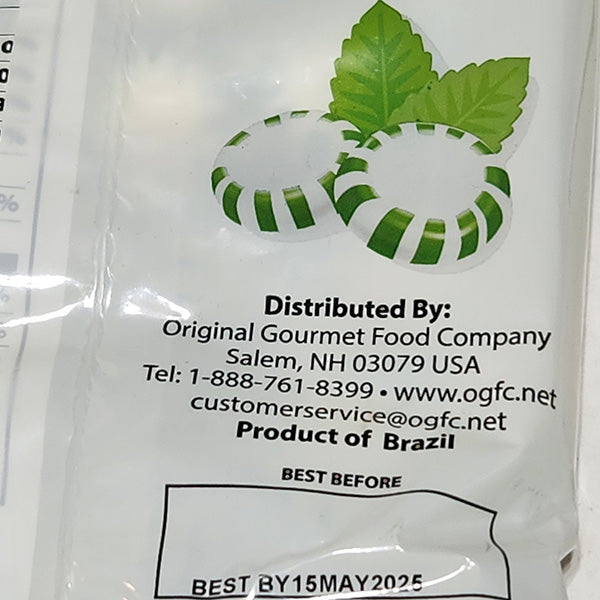 Distributed By:
Original Gourmet Food Company
Salem, NH 03079 USA
Tel: 1-888-761-8399 • www.ogfc.net
customerservice@ogfc.net
Product of Brazil
BEST BEFORE
BEST BY15MAY2025